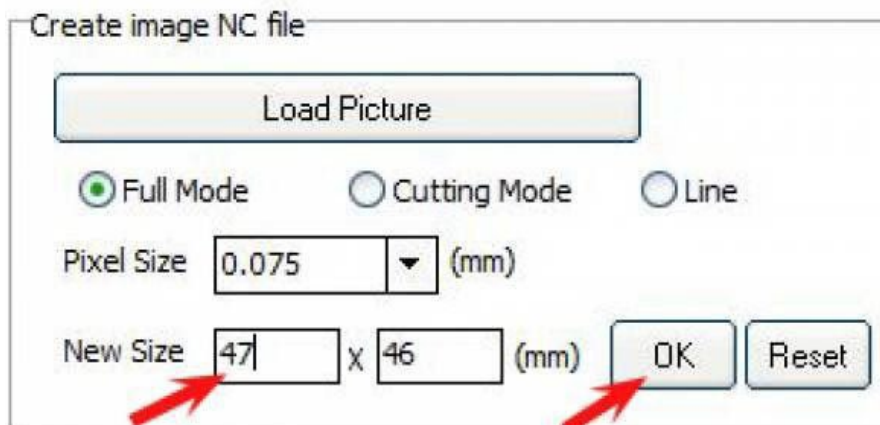 Create image NC file
Load Picture
Full Mode Cutting Mode Line
Pixel Size 0.075 (mm)
New Size 47 x 46 (mm) OK Reset